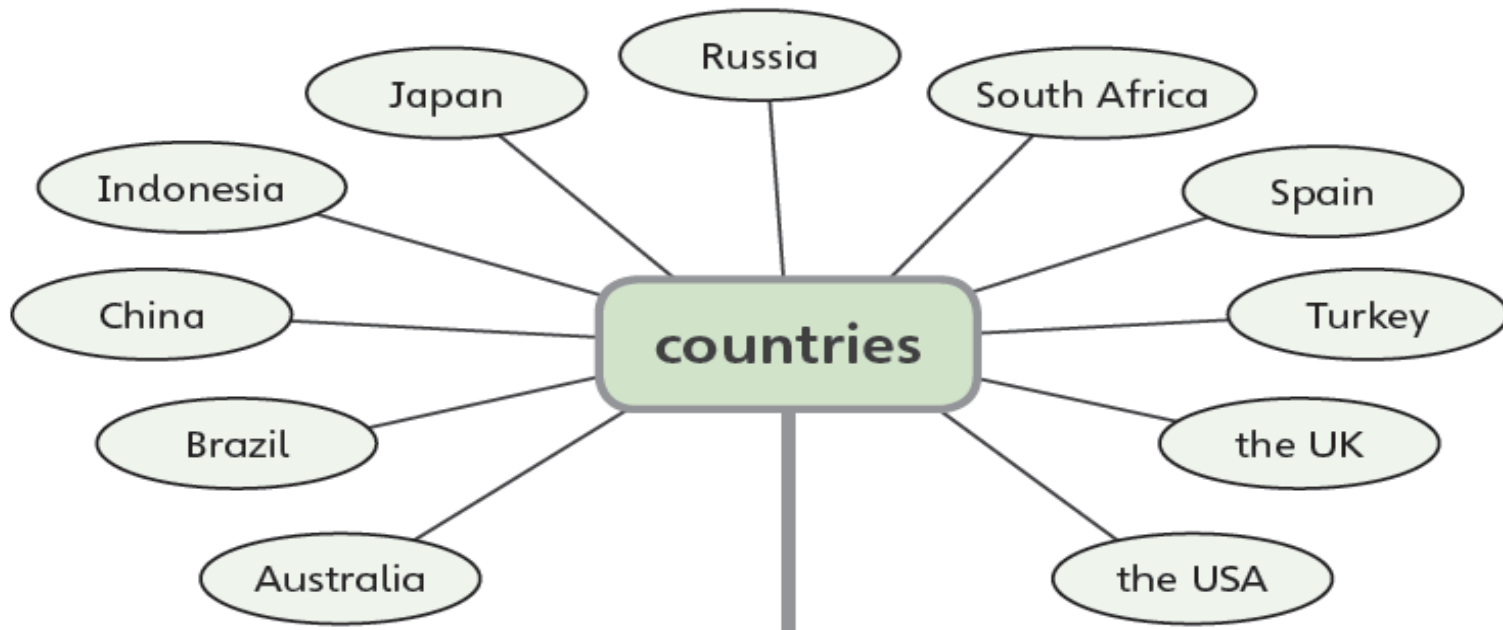 Russia
Japan
South Africa
Indonesia
Spain
China
Turkey
countries
Brazil
the UK
Australia
the USA